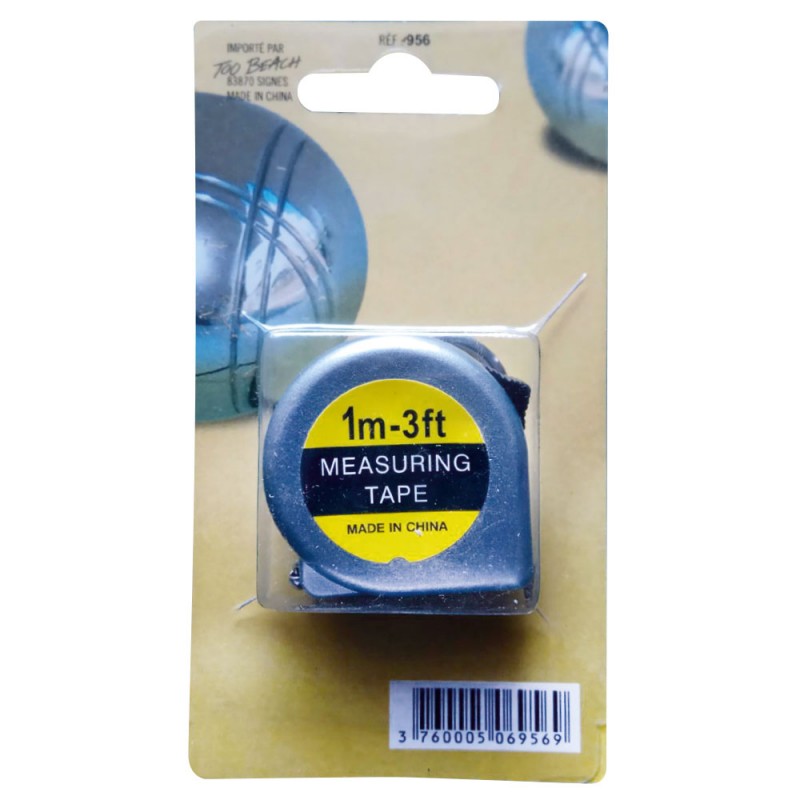 IMPORTÉ PAR
TOO BEACH
83870 SIGNES
MADE IN CHINA
RÉF. 956
1m-3ft
MEASURING
TAPE
MADE IN CHINA
3 760005 069569